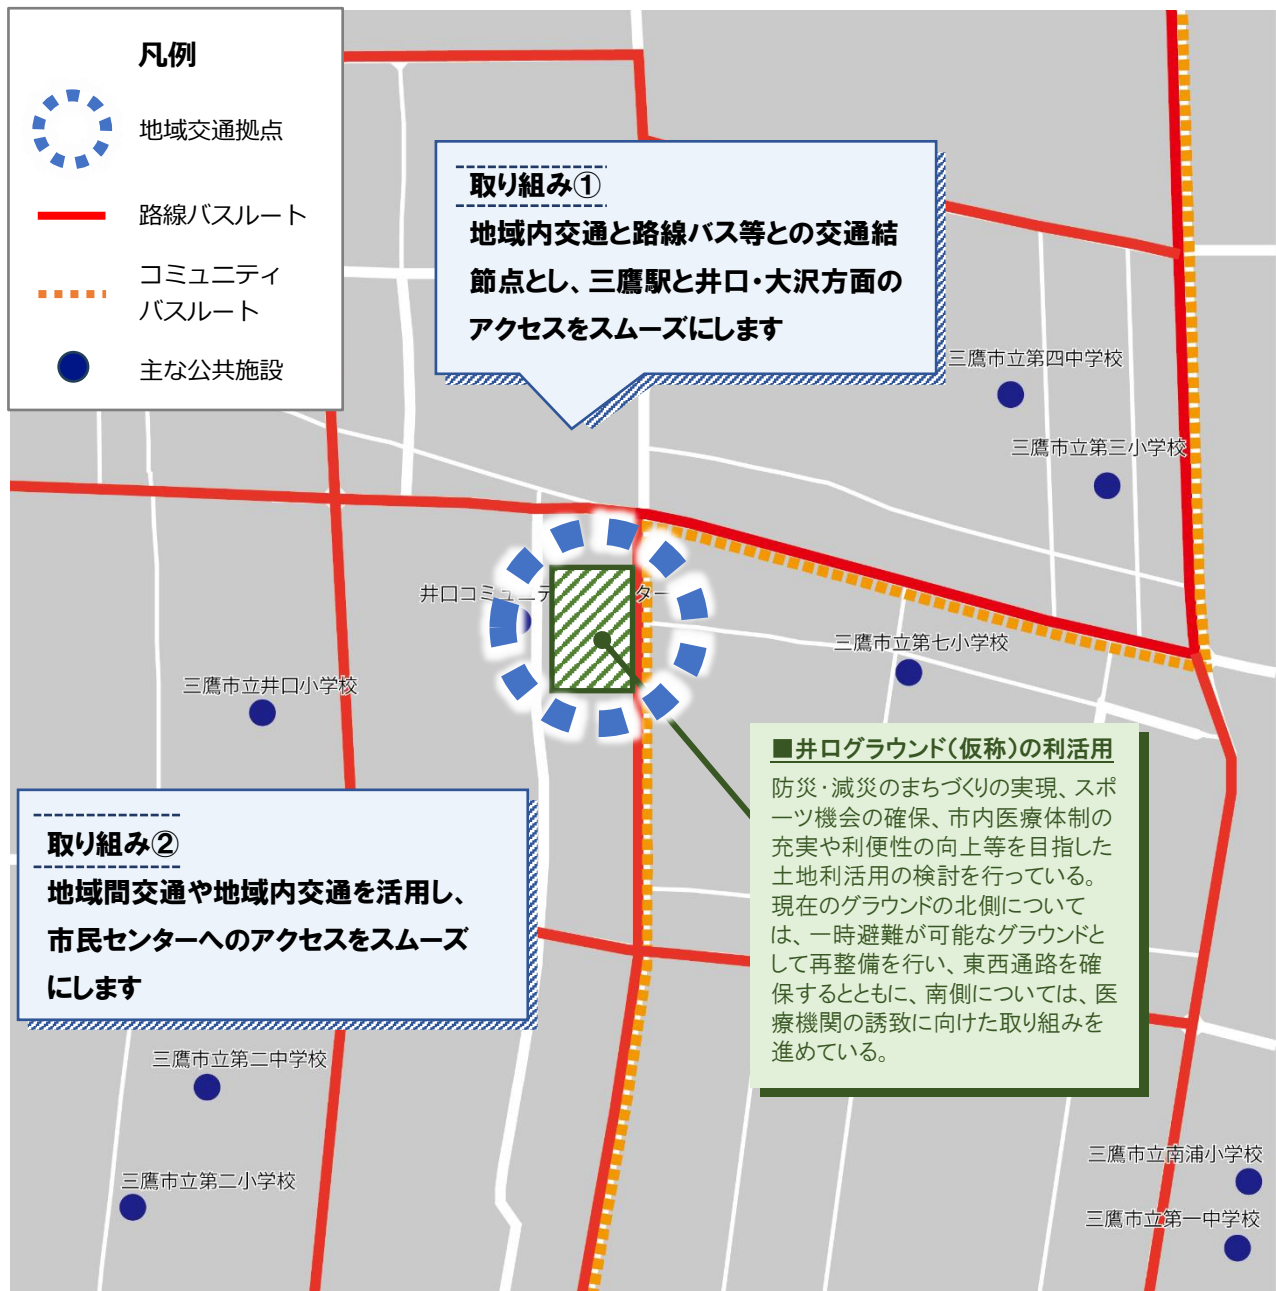 凡例
地域交通拠点
路線バスルート
コミュニティ
バスルート
主な公共施設
取り組み①
地域内交通と路線バス等との交通結
節点とし、三鷹駅と井口・大沢方面の
アクセスをスムーズにします
三鷹市立第四中学校
三鷹市立第三小学校
井口コミュニテ
ター
三鷹市立第七小学校
三鷹市立井口小学校
■井口グラウンド(仮称)の利活用
防災・減災のまちづくりの実現、スポ
ーツ機会の確保、市内医療体制の
充実や利便性の向上等を目指した
土地利活用の検討を行っている。
現在のグラウンドの北側について
は、一時避難が可能なグラウンドと
して再整備を行い、東西通路を確
保するとともに、南側については、医
療機関の誘致に向けた取り組みを
進めている。
取り組み②
地域間交通や地域内交通を活用し、
市民センターへのアクセスをスムーズ
にします
三鷹市立第二中学校
三鷹市立第二小学校
三鷹市立南浦小学校
三鷹市立第一中学校